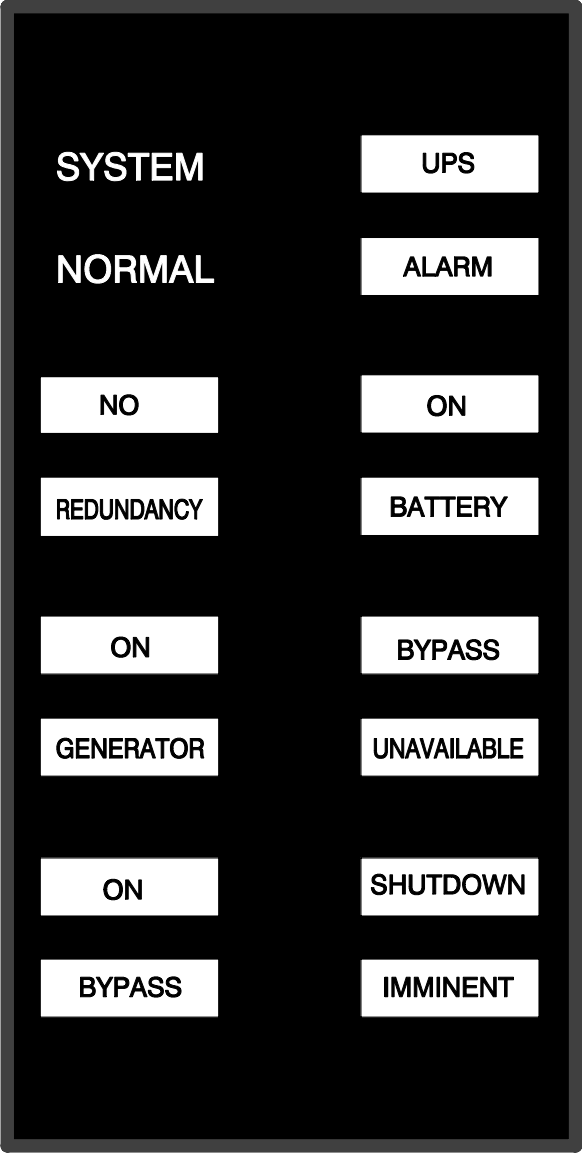 SYSTEM
NORMAL
UPS
ALARM
NO
REDUNDANCY
ON
BATTERY
ON
GENERATOR
BYPASS
UNAVAILABLE
ON
BYPASS
SHUTDOWN
IMMINENT